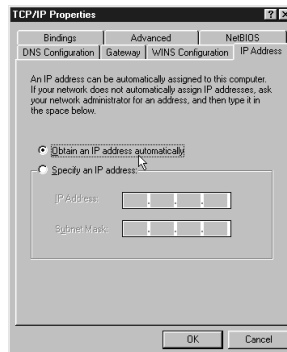 TCP/IP Properties
Bindings Advanced NetBIOS
DNS Configuration Gateway WINS Configuration IP Address
An IP address can be automatically assigned to this computer.
If your network does not automatically assign IP addresses, ask
your network administrator for an address, and then type it in
the space below.
Obtain an IP address automatically
Specify an IP address:
IP Address:
Subnet Mask:
OK Cancel